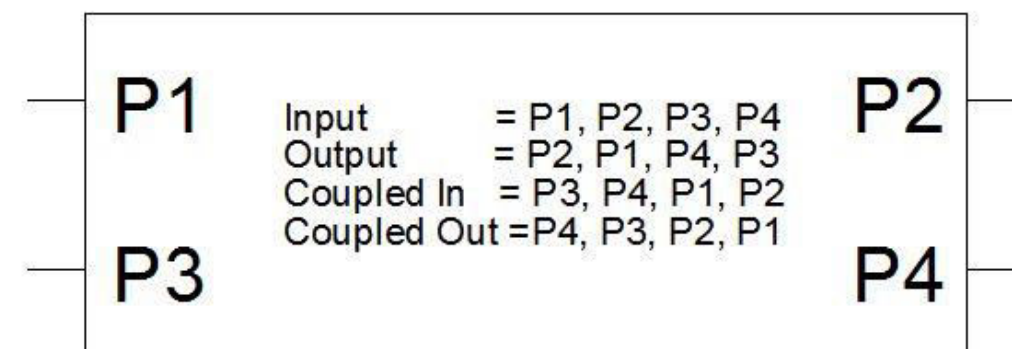 P1 P2
Input = P1, P2, P3, P4
Output = P2, P1, P4, P3
Coupled In = P3, P4, P1, P2
Coupled Out =P4, P3, P2, P1
P3 P4